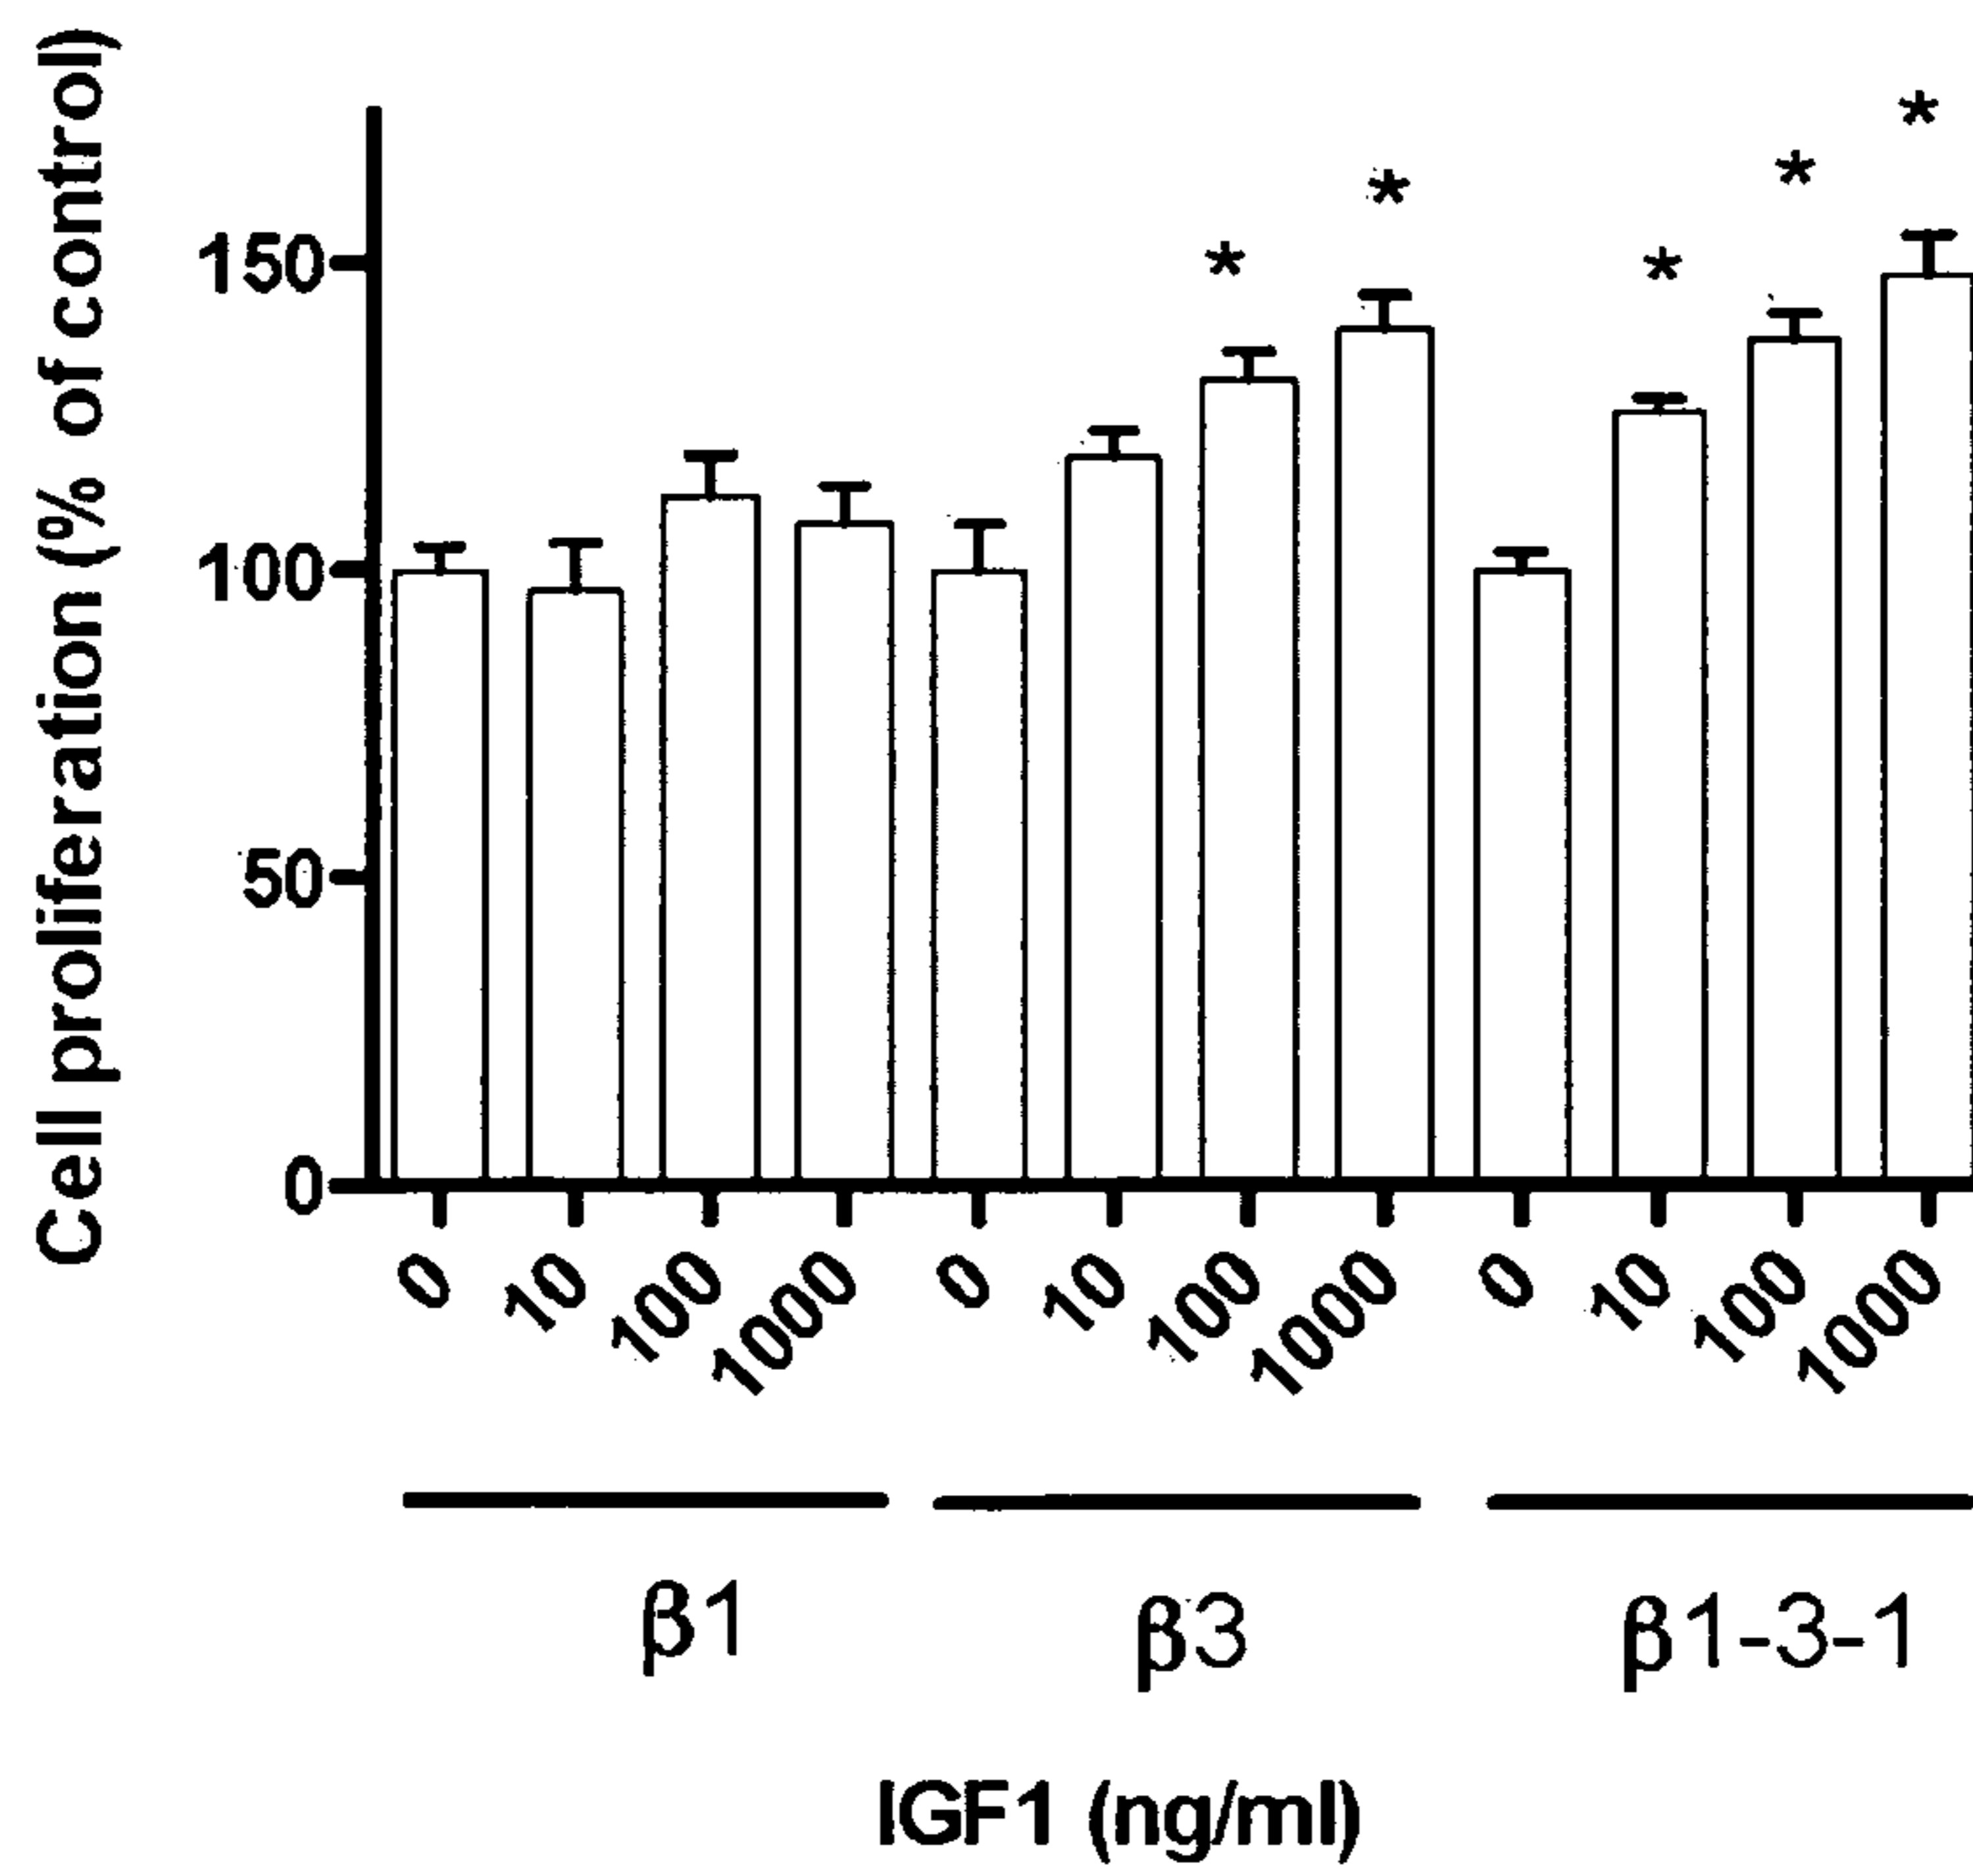 Cell proliferation (% of control)
150
100
50
0
* * * * *
0 10 100 1000 0 10 100 1000 0 10 100 1000
β1 β3 β1-3-1
IGF1 (ng/ml)